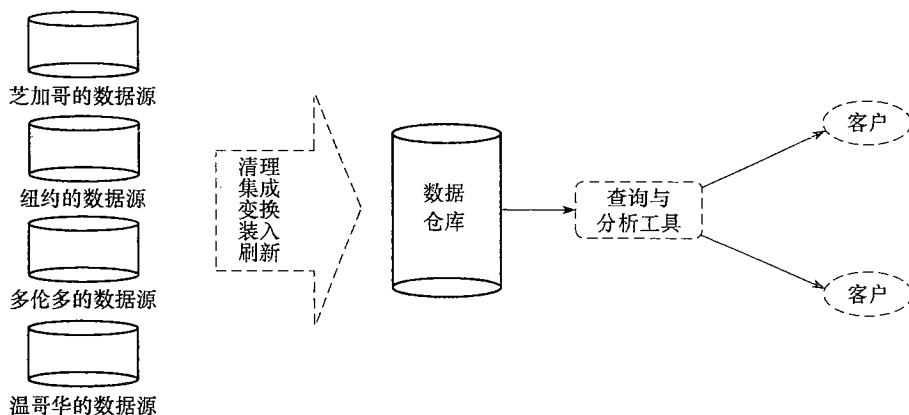 芝加哥的数据源
纽约的数据源
多伦多的数据源
温哥华的数据源
清理
集成
变换
装入
刷新
数据
仓库
查询与
分析工具
客户
客户